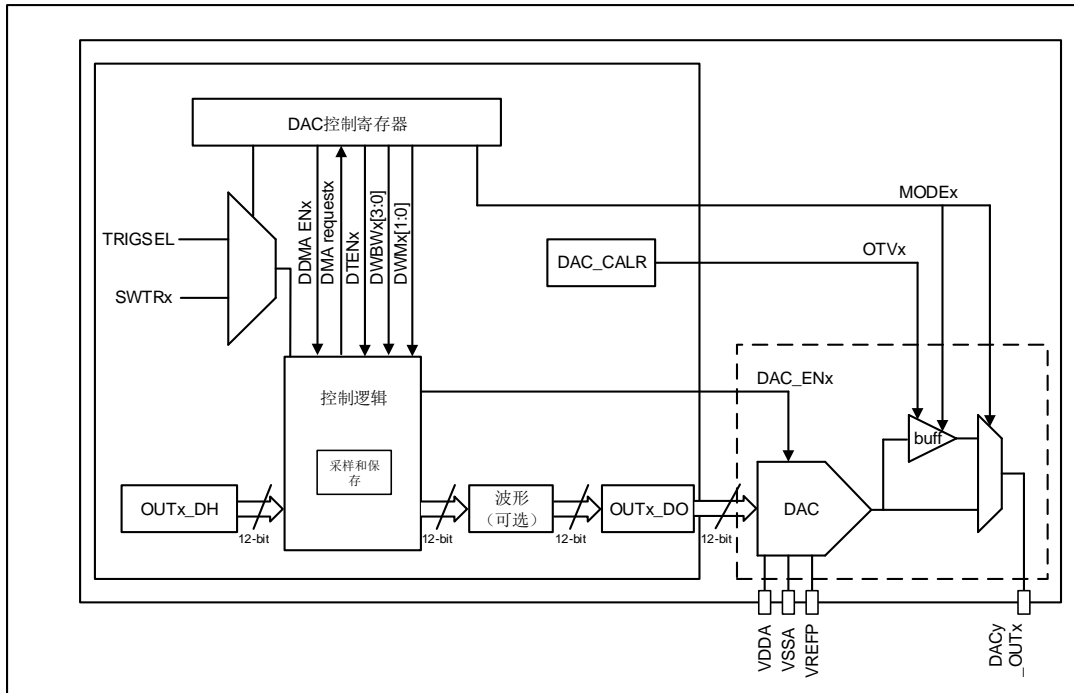 DAC控制寄存器
MODEx
TRIGSEL
SWTRx
DDMA ENx
DMA requestx
DTENx
DWBWx[3:0]
DWMx[1:0]
DAC_CALR
OTVx
控制逻辑
采样和保
存
DAC_ENx
buff
OUTx_DH
12-bit
12-bit
波形
（可选）
12-bit
OUTx_DO
12-bit
DAC
VDDA
VSSA
VREFP
DACy
_OUTx